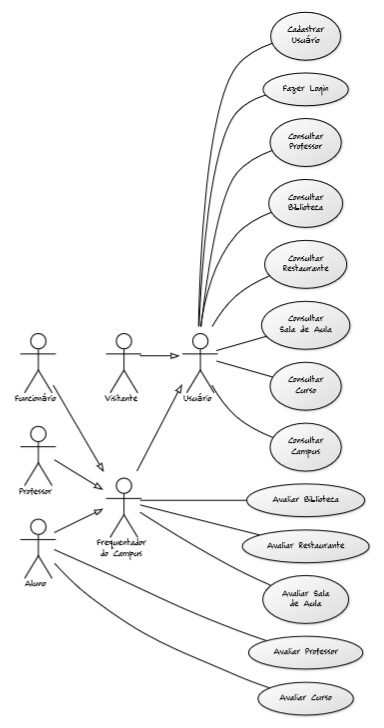 Cadastrar
Usuário
Fazer Login
Consultar
Professor
Consultar
Biblioteca
Consultar
Restaurante
Consultar
Sala de Aula
Funcionário
Visitante
Usuário
Consultar
Curso
Consultar
Campus
Professor
Avaliar Biblioteca
Frequentador
do Campus
Avaliar Restaurante
Aluno
Avaliar Sala
de Aula
Avaliar Professor
Avaliar Curso